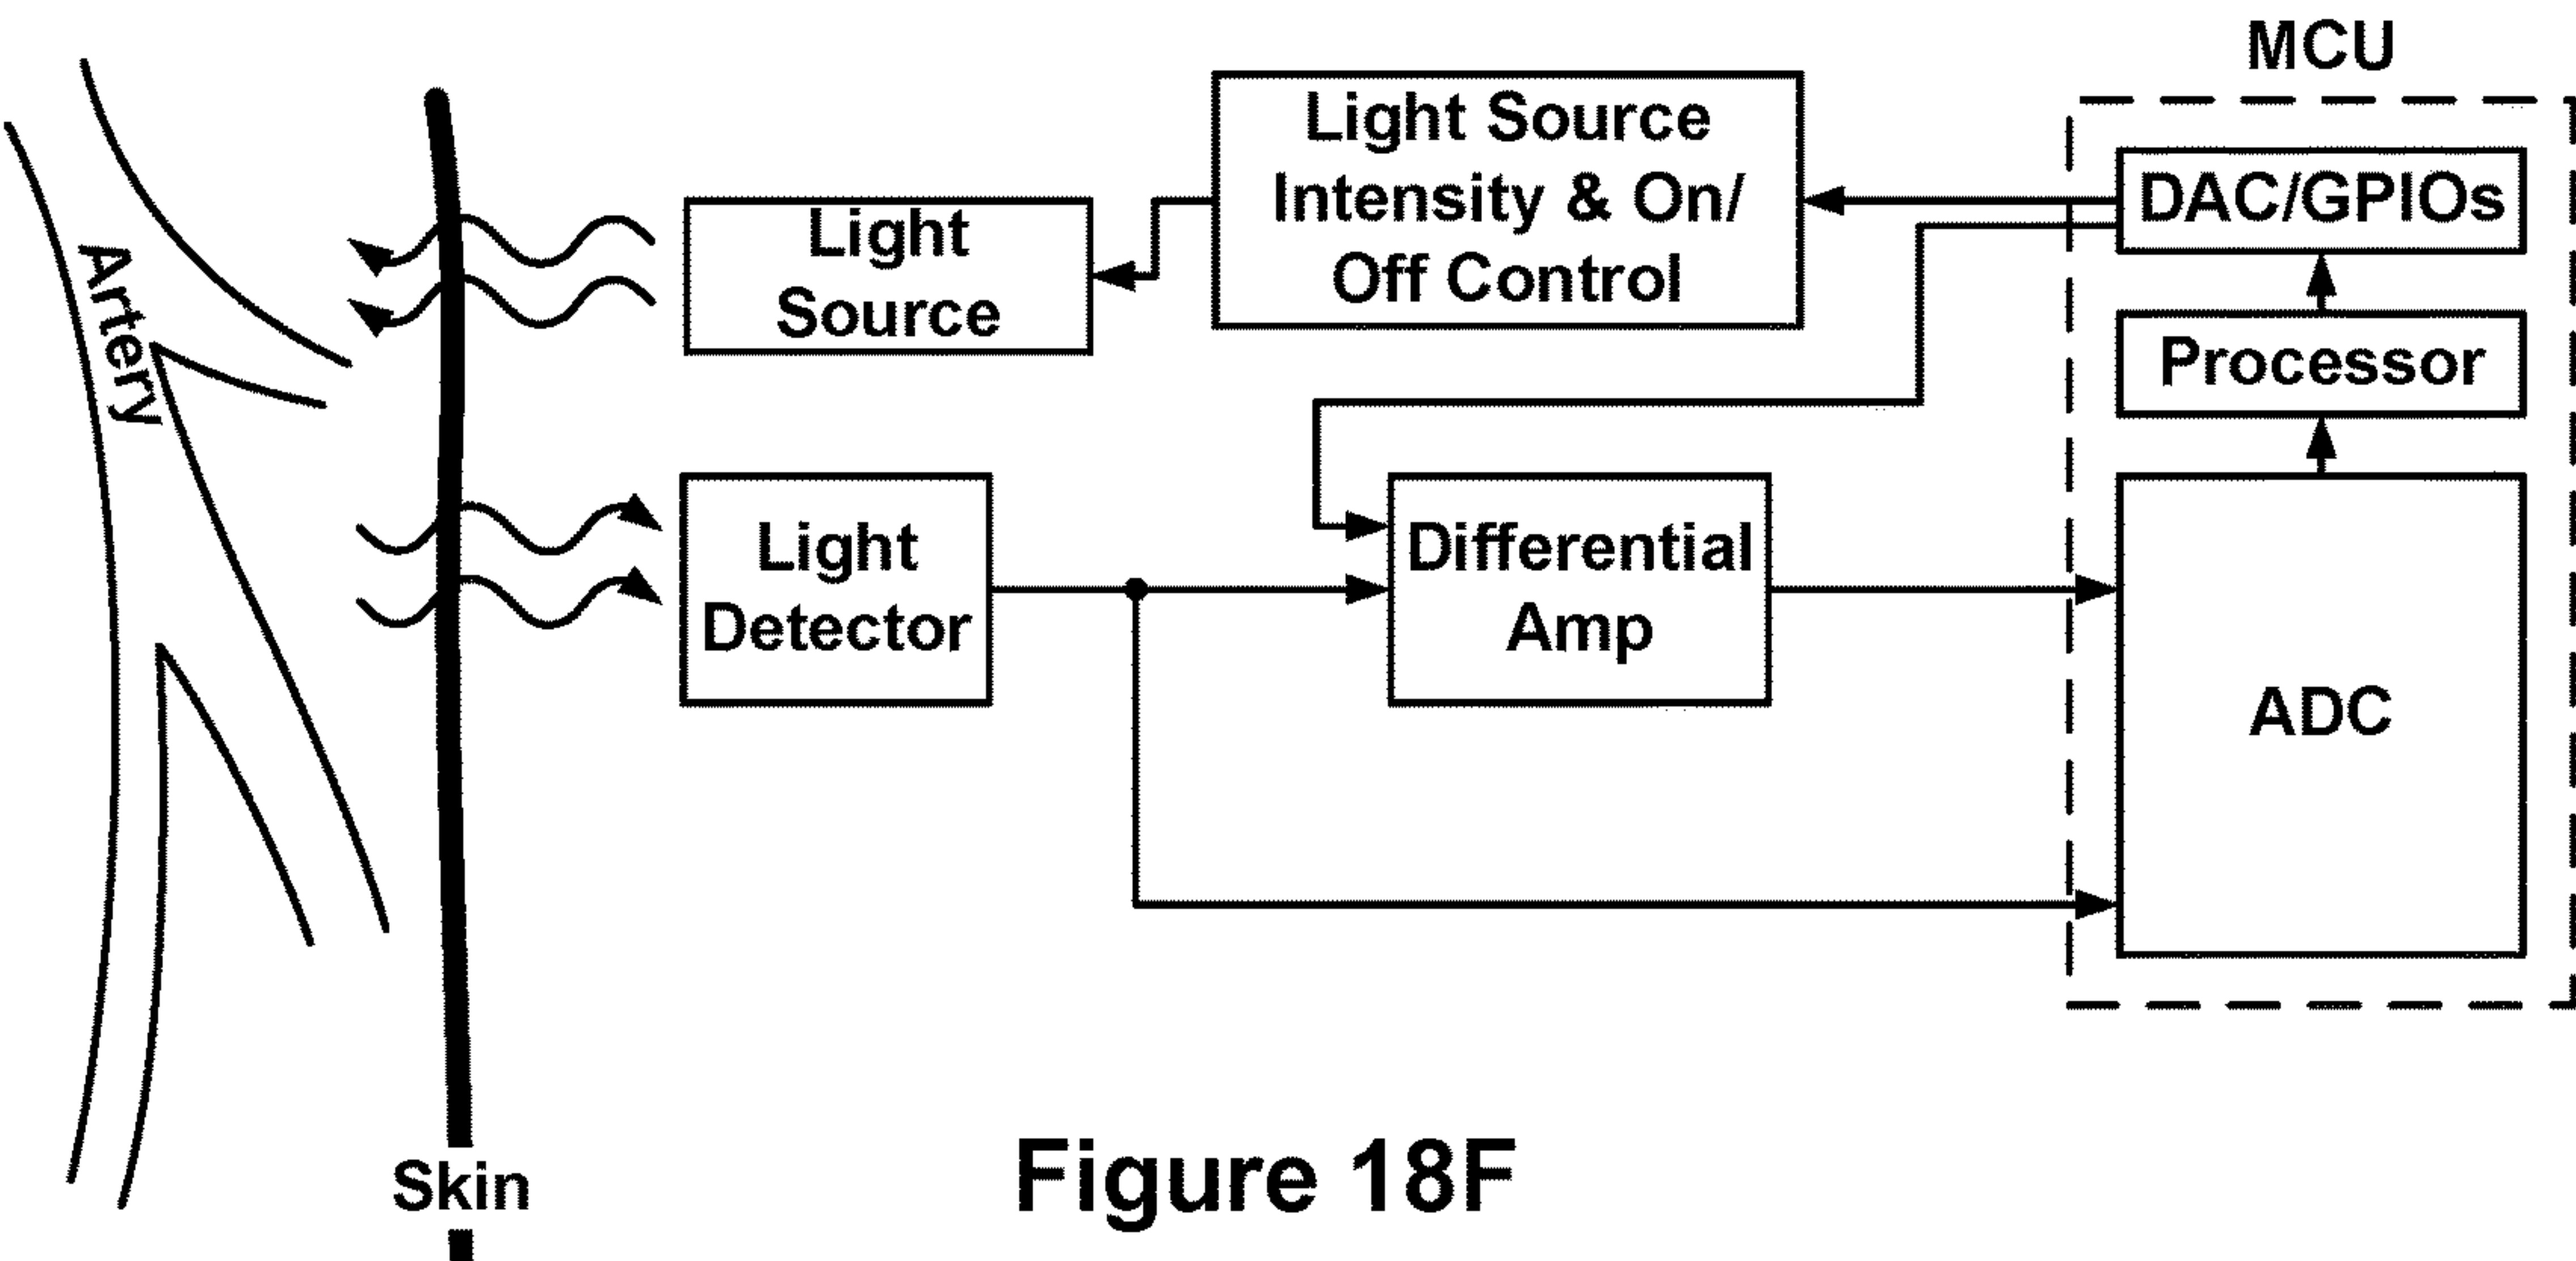 MCU
Light Source
Intensity & On/
Off Control
DAC/GPIOs
Light
Source
Artery
Processor
Light
Detector
Differential
Amp
ADC
Skin
Figure 18F